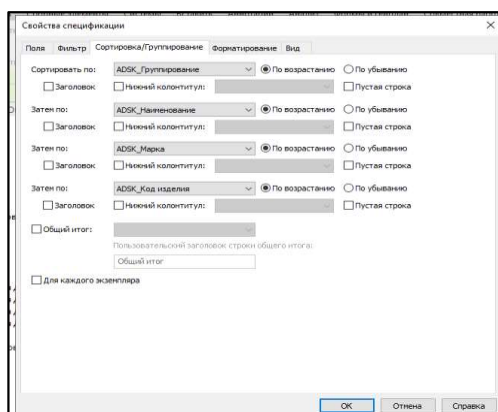 Свойства спецификации
Поля Фильтр Сортировка/Группирование Форматирование Вид
Сортировать по: ADSK_Группирование По возрастанию По убыванию
Заголовок Нижний колонтитул: Пустая строка
Затем по: ADSK_Наименование По возрастанию По убыванию
Заголовок Нижний колонтитул: Пустая строка
Затем по: ADSK_Марка По возрастанию По убыванию
Заголовок Нижний колонтитул: Пустая строка
Затем по: ADSK_Код изделия По возрастанию По убыванию
Заголовок Нижний колонтитул: Пустая строка
Общий итог:
Пользовательский заголовок строки общего итога:
Общий итог
Для каждого экземпляра
ОК Отмена Справка